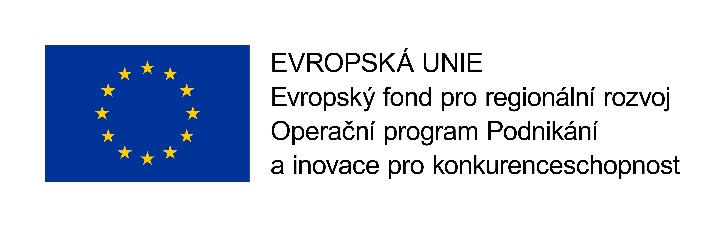 EVROPSKÁ UNIE
Evropský fond pro regionální rozvoj
Operační program Podnikání
a inovace pro konkurenceschopnost